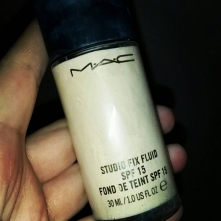 MAC
STUDIO FIX FLUID
SPF 15
FOND DE TEINT SPF 15
30 ML / 1.0 US FL OZ ℮